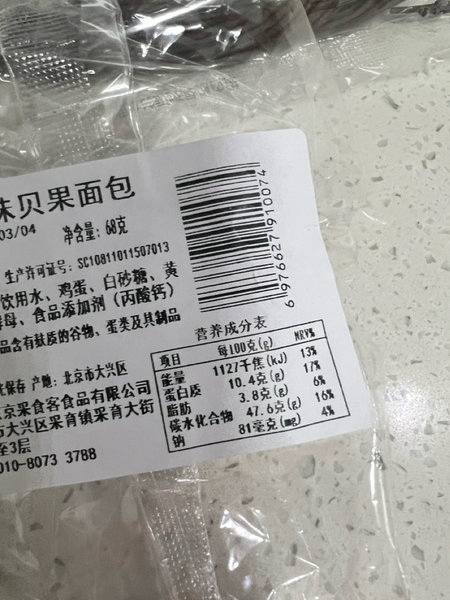 味贝果面包
03/04 净含量: 68克
生产许可证号: SC10811011507013
饮用水、鸡蛋、白砂糖、黄
酵母、食品添加剂 (丙酸钙)
品含有麸质的谷物、蛋类及其制品
保存 产地: 北京市大兴区
京果食客食品有限公司
市大兴区采育镇采育大街
至3层
010-8073 3788
6976627910074
营养成分表
项目 每100克(g) NRV%
能量 1127千焦(kJ) 13%
蛋白质 10.4克(g) 17%
脂肪 3.8克(g) 6%
碳水化合物 47.6克(g) 16%
钠 81毫克(mg) 4%